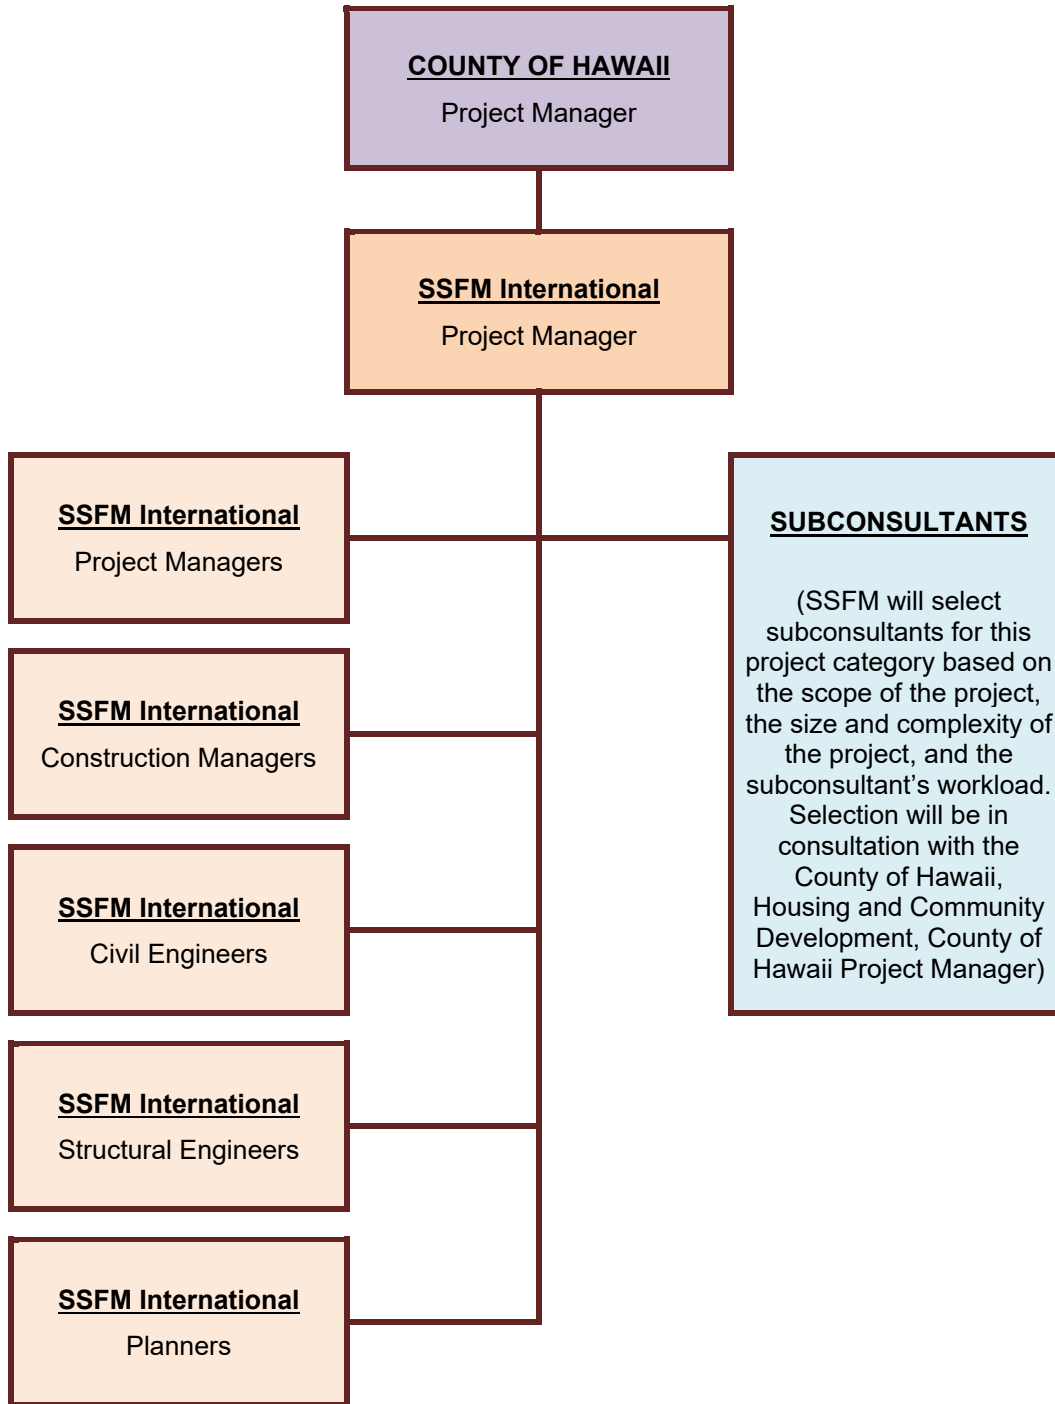 COUNTY OF HAWAII
Project Manager
SSFM International
Project Manager
SSFM International
Project Managers
SSFM International
Construction Managers
SSFM International
Civil Engineers
SSFM International
Structural Engineers
SSFM International
Planners
SUBCONSULTANTS
(SSFM will select
subconsultants for this
project category based on
the scope of the project,
the size and complexity of
the project, and the
subconsultant’s workload.
Selection will be in
consultation with the
County of Hawaii,
Housing and Community
Development, County of
Hawaii Project Manager)